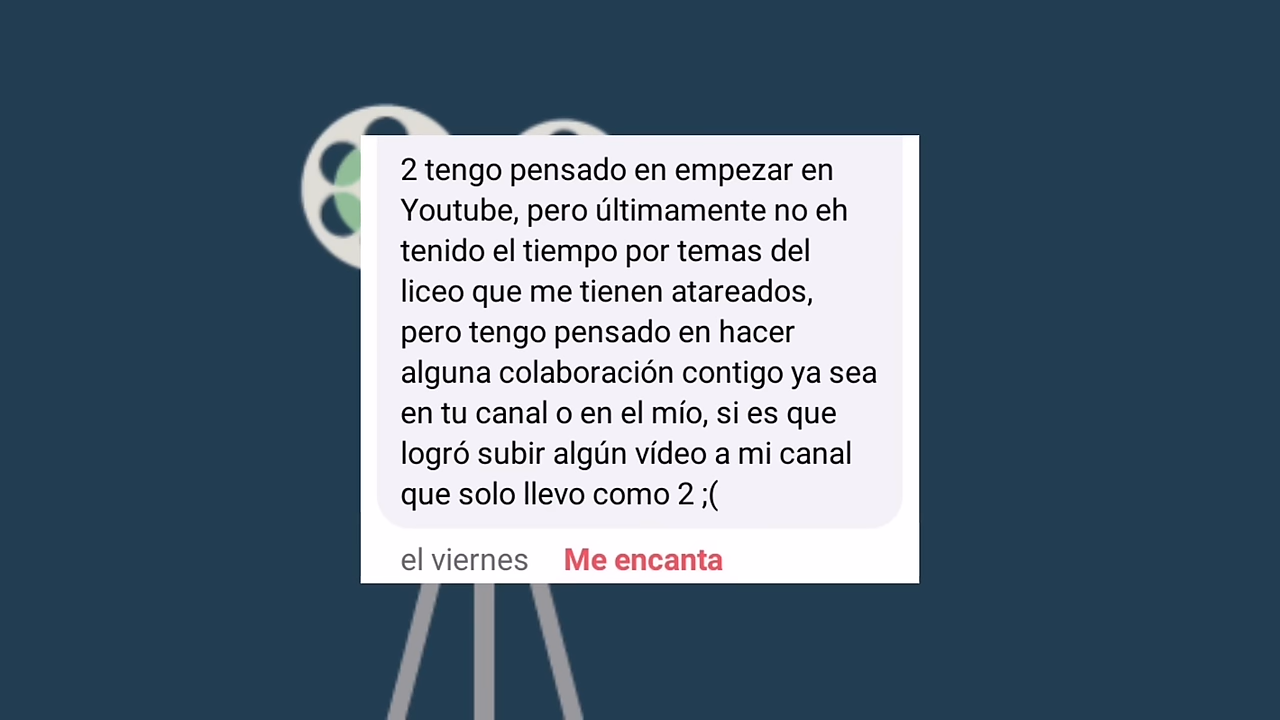 2 tengo pensado en empezar en
Youtube, pero últimamente no eh
tenido el tiempo por temas del
liceo que me tienen atareados,
pero tengo pensado en hacer
alguna colaboración contigo ya sea
en tu canal o en el mío, si es que
logró subir algún vídeo a mi canal
que solo llevo como 2 ;(
el viernes Me encanta